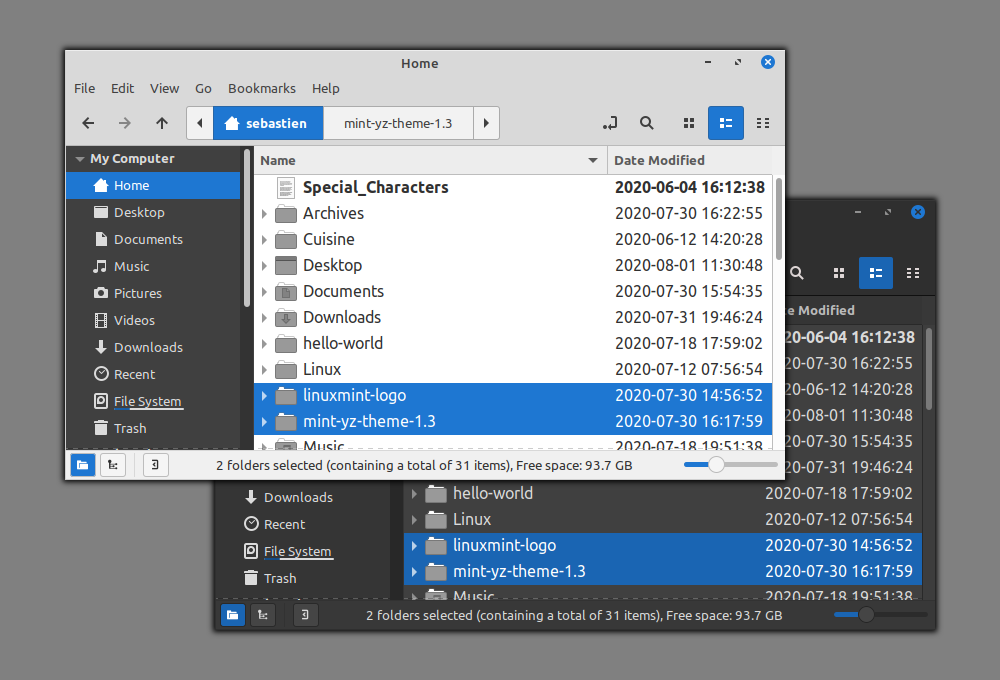 Home
File Edit View Go Bookmarks Help
sebastien mint-yz-theme-1.3
My Computer
Home
Desktop
Documents
Music
Pictures
Videos
Downloads
Recent
File System
Trash
Name Date Modified
Special_Characters 2020-06-04 16:12:38
Archives 2020-07-30 16:22:55
Cuisine 2020-06-12 14:20:28
Desktop 2020-08-01 11:30:48
Documents 2020-07-30 15:54:35
Downloads 2020-07-31 19:46:24
hello-world 2020-07-18 17:59:02
Linux 2020-07-12 07:56:54
linuxmint-logo 2020-07-30 14:56:52
mint-yz-theme-1.3 2020-07-30 16:17:59
Music 2020-07-18 19:51:38
2 folders selected (containing a total of 31 items), Free space: 93.7 GB
e Modified
20-06-04 16:12:38
20-07-30 16:22:55
20-06-12 14:20:28
20-08-01 11:30:48
20-07-30 15:54:35
20-07-31 19:46:24
Downloads
Recent
File System
Trash
hello-world 2020-07-18 17:59:02
Linux 2020-07-12 07:56:54
linuxmint-logo 2020-07-30 14:56:52
mint-yz-theme-1.3 2020-07-30 16:17:59
Music 2020-07-18 19:51:38
2 folders selected (containing a total of 31 items), Free space: 93.7 GB